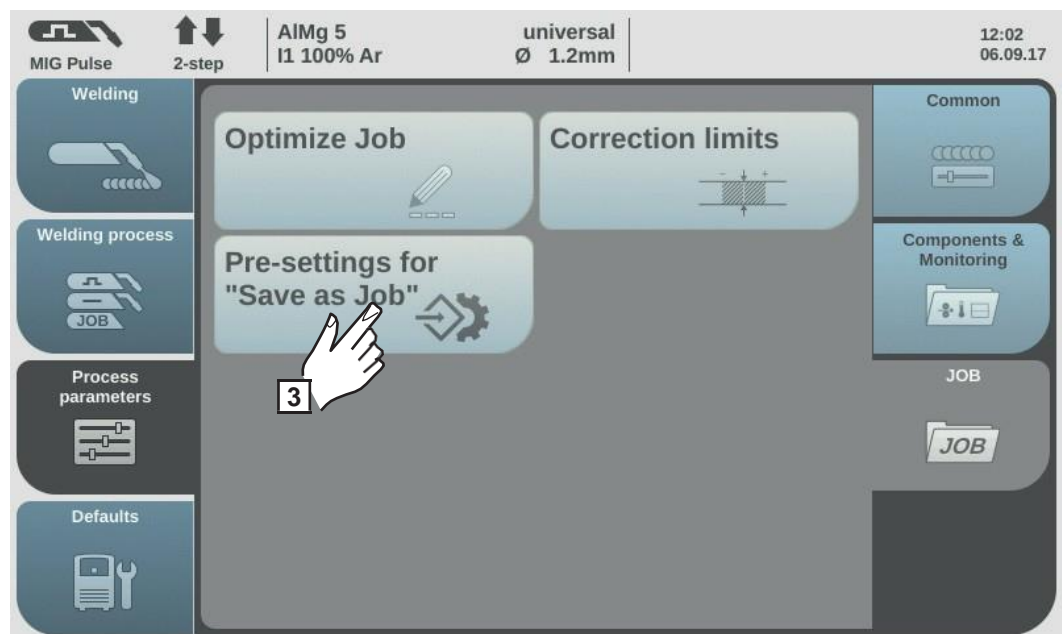 MIG Pulse
2-step
AlMg 5
I1 100% Ar
universal
Ø 1.2mm
12:02
06.09.17
Welding
Welding process
JOB
Process
parameters
Defaults
Optimize Job
Correction limits
- +
Pre-settings for
"Save as Job"
3
Common
Components &
Monitoring
JOB
JOB